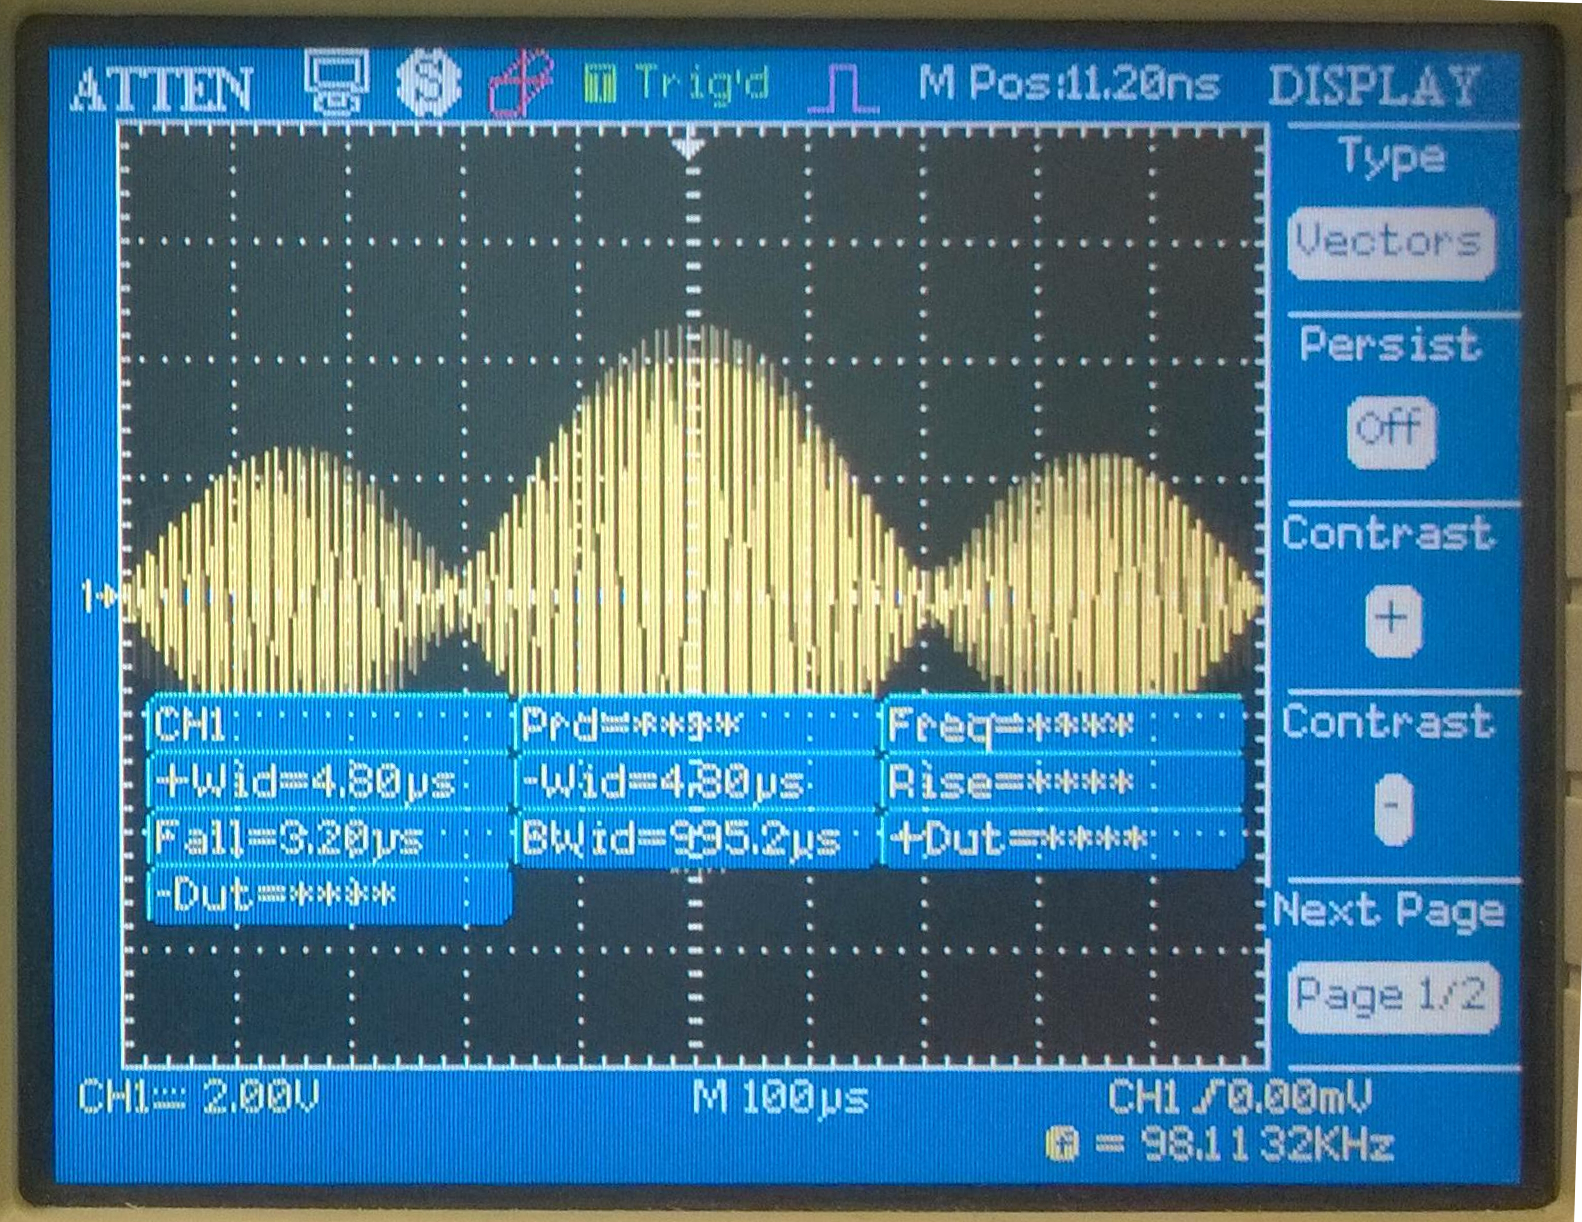 ATTEN T Trig'd M Pos:11.20ns DISPLAY
Type
Vectors
Persist
Off
Contrast
+
Contrast
-
Next Page
Page 1/2
1
CH1 Prd=**** Freq=****
+Wid=4.80µs -Wid=4.80µs Rise=****
Fall=3.20µs BWid=995.2µs +Dut=****
-Dut=****
CH1 2.00V M 100µs CH1 0.00mV
= 98.1132KHz